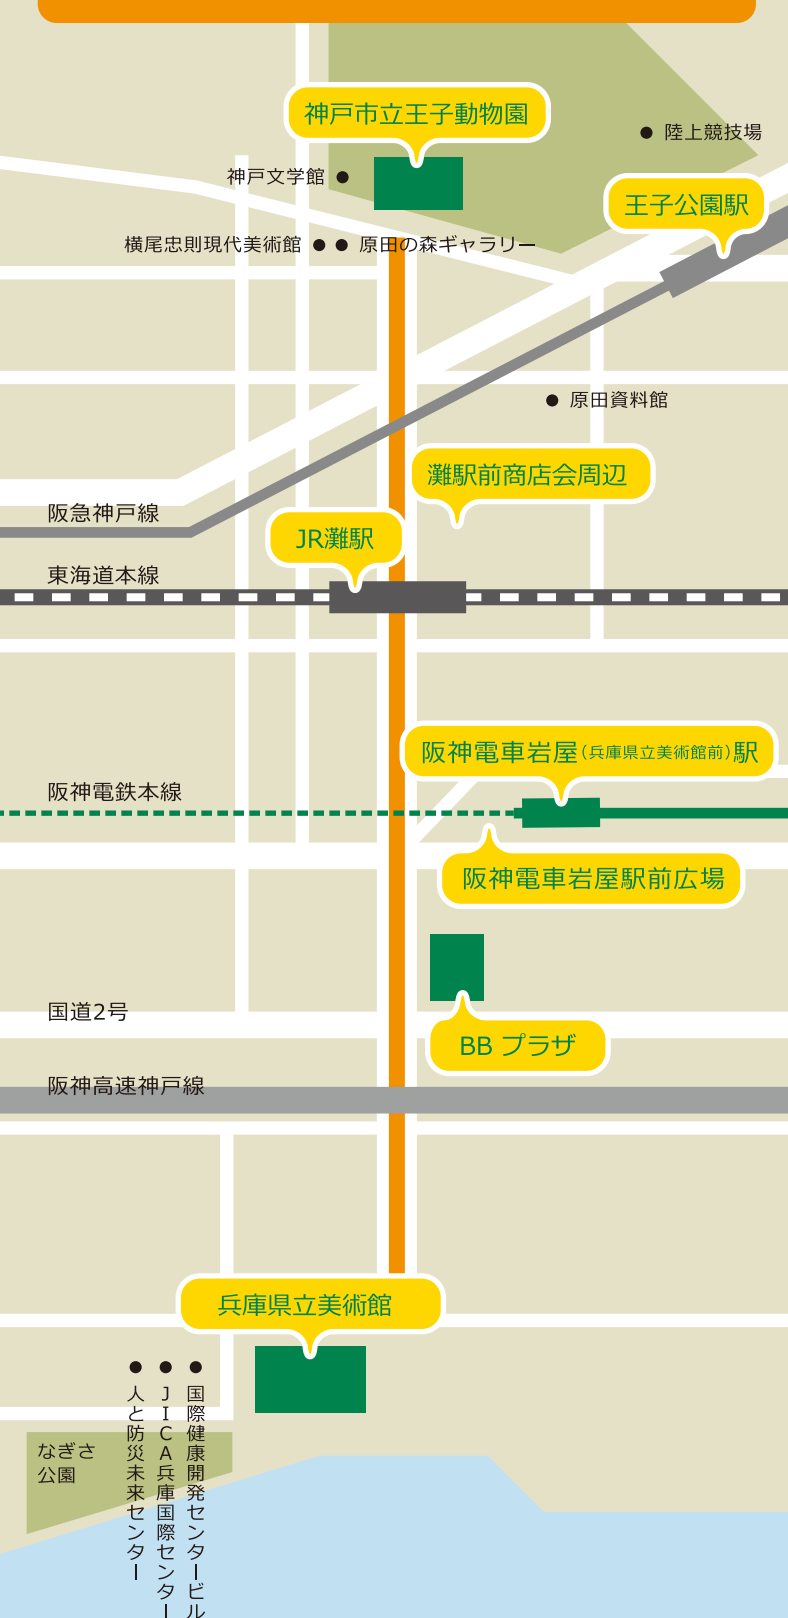 神戸市立王子動物園
陸上競技場
神戸文学館
王子公園駅
横尾忠則現代美術館
原田の森ギャラリー
原田資料館
灘駅前商店会周辺
阪急神戸線
JR灘駅
東海道本線
阪神電車岩屋(兵庫県立美術館前)駅
阪神電鉄本線
阪神電車岩屋駅前広場
国道2号
BB プラザ
阪神高速神戸線
兵庫県立美術館
国際健康開発センタービル
JICA兵庫国際センター
人と防災未来センター
なぎさ
公園